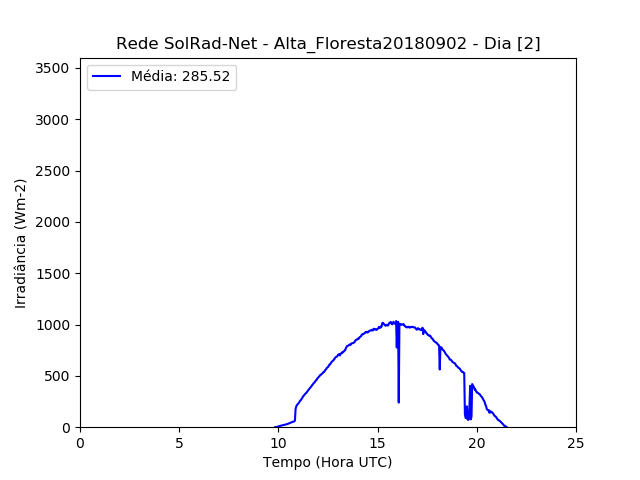 Rede SolRad-Net - Alta_Floresta20180902 - Dia [2]
Média: 285.52
3500
3000
2500
2000
1500
1000
500
0
Irradiância (Wm-2)
0 5 10 15 20 25
Tempo (Hora UTC)